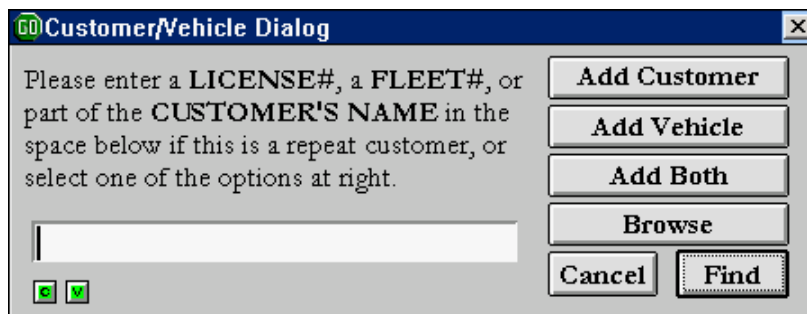 GO Customer/Vehicle Dialog
Please enter a LICENSE#, a FLEET#, or
part of the CUSTOMER'S NAME in the
space below if this is a repeat customer, or
select one of the options at right.
Add Customer
Add Vehicle
Add Both
Browse
Cancel
Find
C
V